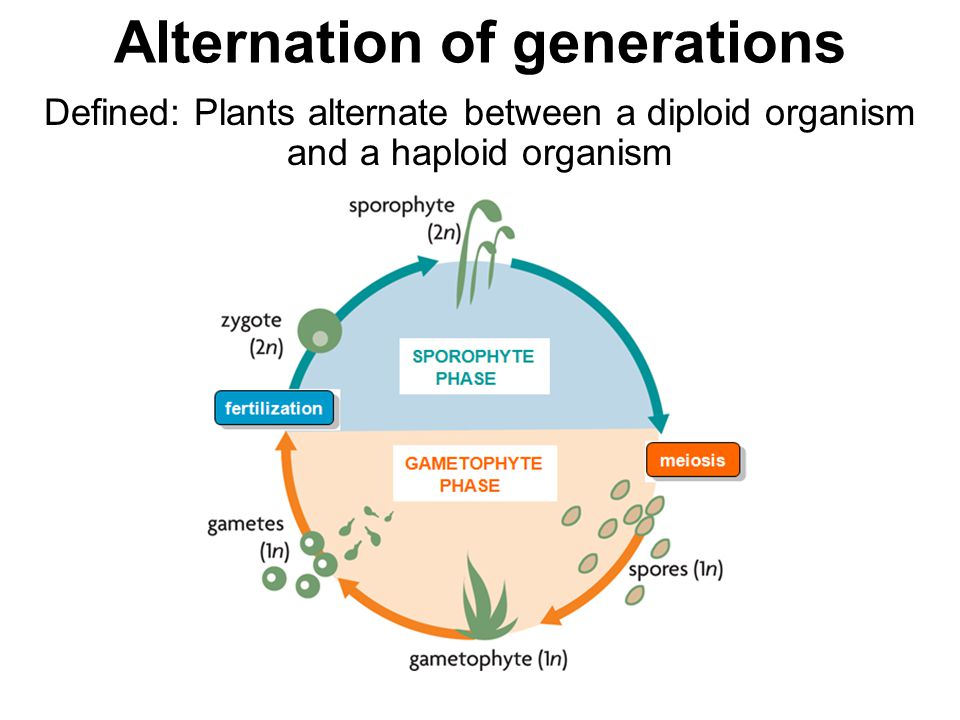 Alternation of generations
Defined: Plants alternate between a diploid organism
and a haploid organism
sporophyte
(2n)
zygote
(2n)
SPOROPHYTE
PHASE
fertilization
GAMETOPHYTE
PHASE
meiosis
gametes
(1n)
spores (1n)
gametophyte (1n)